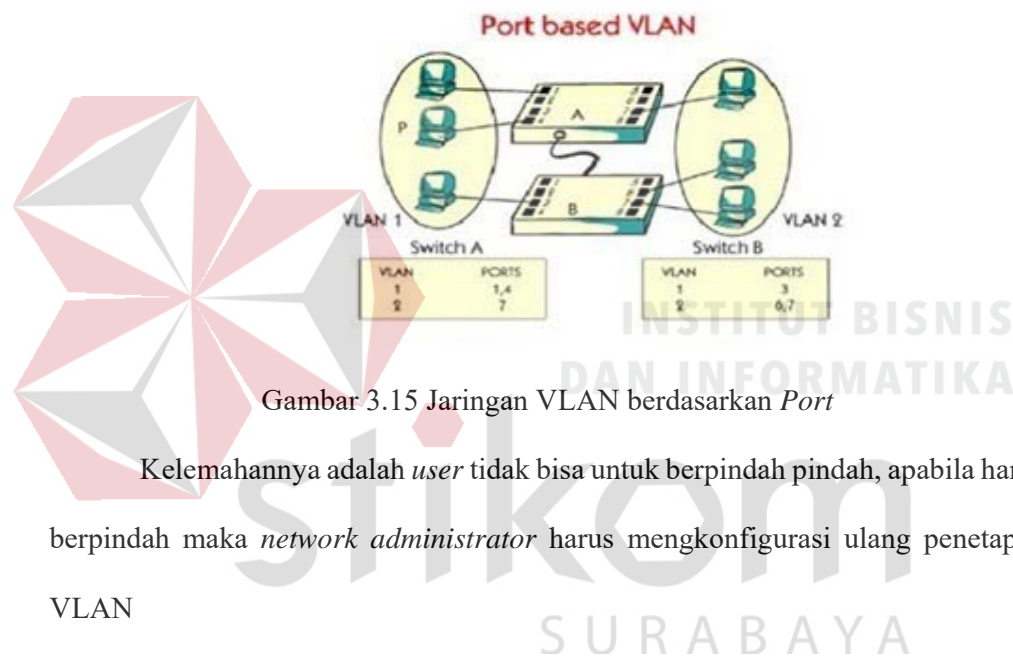 Port based VLAN
A
P
B
VLAN 1
VLAN 2
Switch A
Switch B
VLAN PORTS
1 1,4
2 7
VLAN PORTS
1 3
2 6,7
INSTITUT BISNIS
DAN INFORMATIKA
Gambar 3.15 Jaringan VLAN berdasarkan Port
Kelemahannya adalah user tidak bisa untuk berpindah pindah, apabila har
berpindah maka network administrator harus mengkonfigurasi ulang penetap
VLAN
stikom
SURABAYA